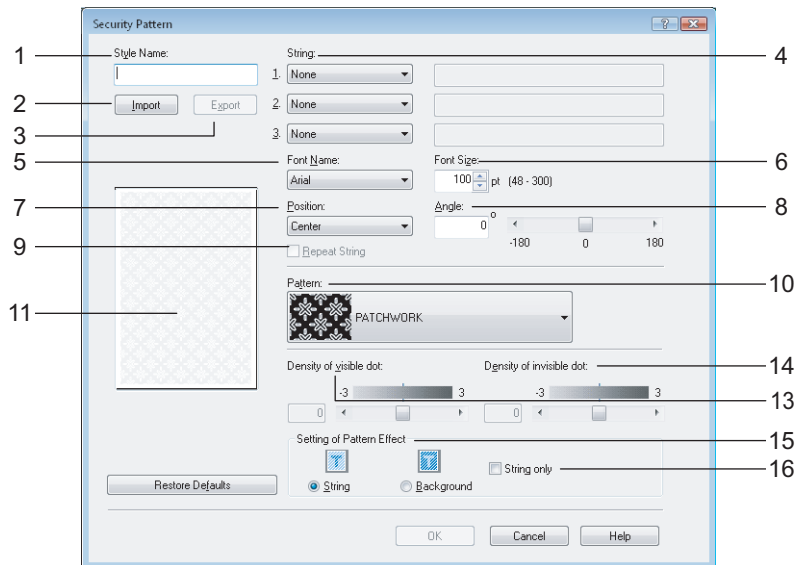 Security Pattern
1 Style Name: String: 4
1. None
2 Import Export 2. None
3 3. None
5 Font Name: Font Size: 6
Arial 100 pt (48 - 300)
7 Position: Angle: 8
Center 0 ° -180 0 180
9 Repeat String
Pattern: 10
11 PATCHWORK
Density of visible dot: Density of invisible dot: 14
-3 3 -3 3 13
0 0
Setting of Pattern Effect 15
T T String only 16
Restore Defaults String Background
OK Cancel Help